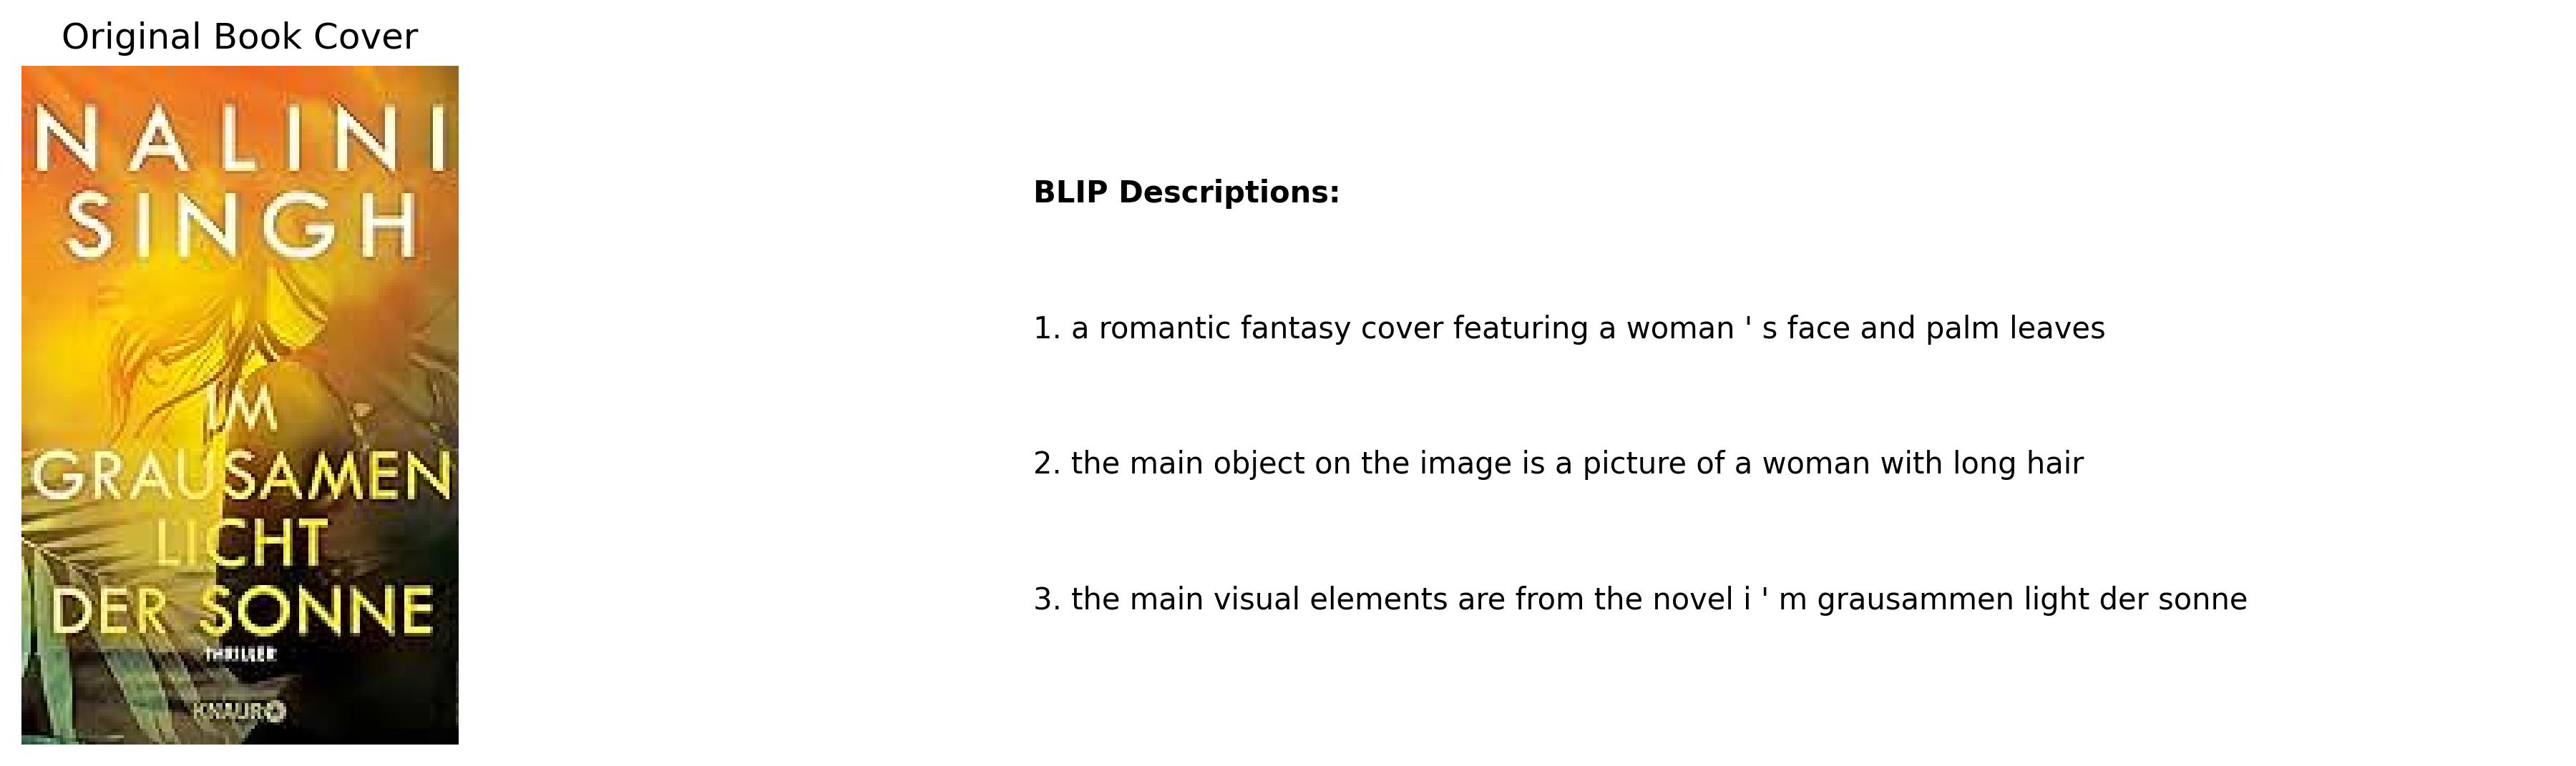 Original Book Cover
NALINI
SINGH
IM
GRAUSAMEN
LICHT
DER SONNE
THRILLER
KNAUR
BLIP Descriptions:
1. a romantic fantasy cover featuring a woman ' s face and palm leaves
2. the main object on the image is a picture of a woman with long hair
3. the main visual elements are from the novel i ' m grausammen light der sonne